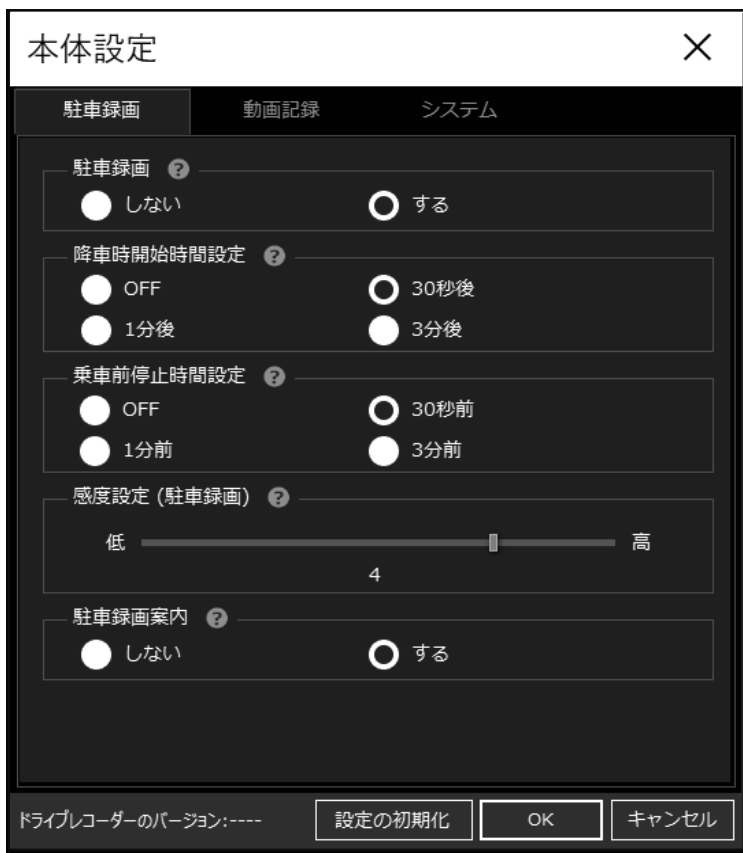 本体設定
駐車録画 動画記録 システム
駐車録画 ?
しない する
降車時開始時間設定 ?
OFF 30秒後
1分後 3分後
乗車前停止時間設定 ?
OFF 30秒前
1分前 3分前
感度設定 (駐車録画) ?
低 高
4
駐車録画案内 ?
しない する
ドライブレコーダーのバージョン:---- 設定の初期化 OK キャンセル